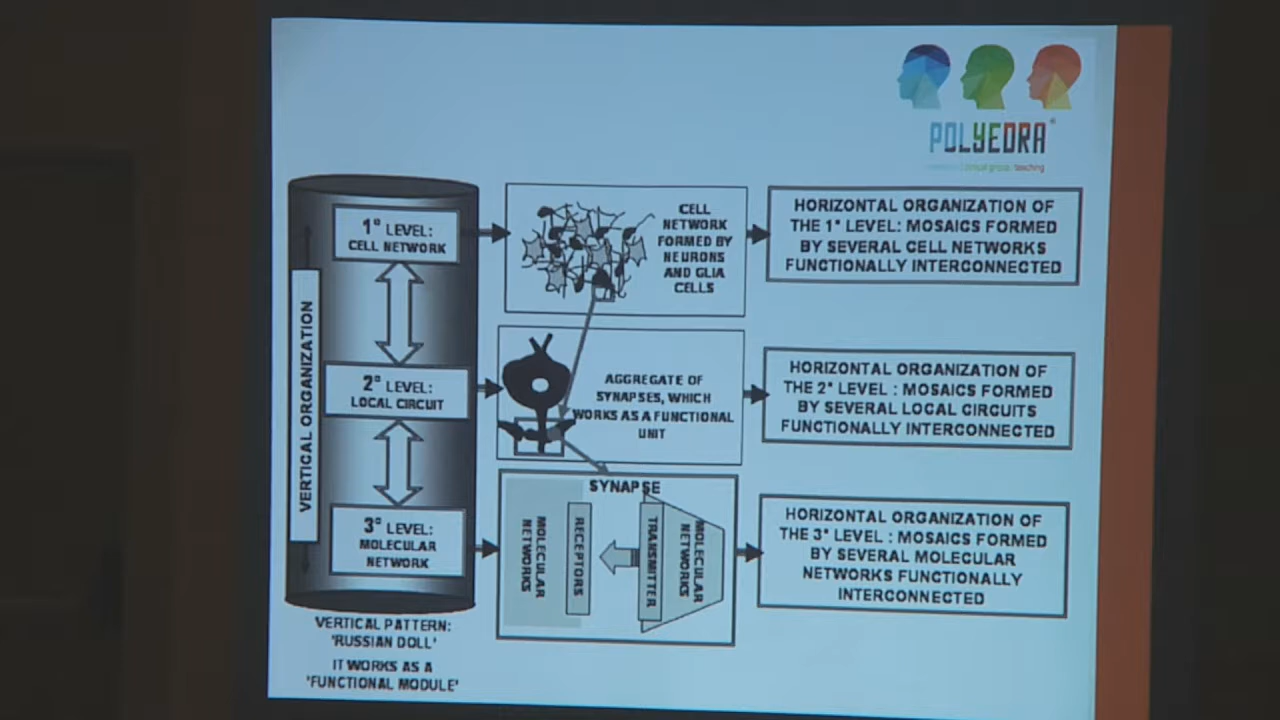 POLYEDRA
clinical group
teaching
1° LEVEL:
CELL NETWORK
CELL
NETWORK
FORMED BY
NEURONS
AND GLIA
CELLS
HORIZONTAL ORGANIZATION OF
THE 1° LEVEL: MOSAICS FORMED
BY SEVERAL CELL NETWORKS
FUNCTIONALLY INTERCONNECTED
VERTICAL ORGANIZATION
2° LEVEL:
LOCAL CIRCUIT
AGGREGATE OF
SYNAPSES, WHICH
WORKS AS A FUNCTIONAL
UNIT
HORIZONTAL ORGANIZATION OF
THE 2° LEVEL : MOSAICS FORMED
BY SEVERAL LOCAL CIRCUITS
FUNCTIONALLY INTERCONNECTED
3° LEVEL:
MOLECULAR
NETWORK
SYNAPSE
MOLECULAR
NETWORKS
RECEPTORS
TRANSMITTER
MOLECULAR
NETWORKS
HORIZONTAL ORGANIZATION OF
THE 3° LEVEL : MOSAICS FORMED
BY SEVERAL MOLECULAR
NETWORKS FUNCTIONALLY
INTERCONNECTED
VERTICAL PATTERN:
'RUSSIAN DOLL'
IT WORKS AS A
'FUNCTIONAL MODULE'